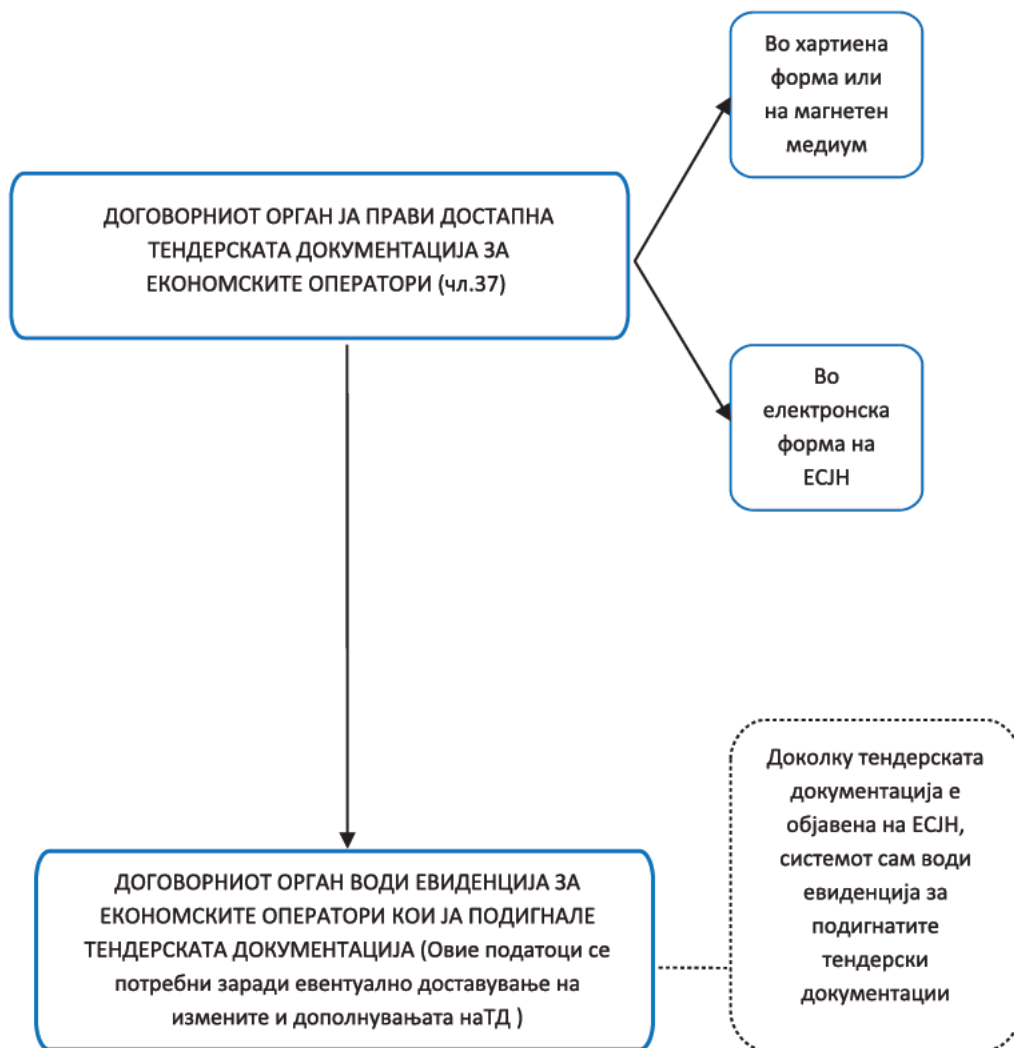 Во хартиена
форма или
на магнетен
медиум
ДОГОВОРНИОТ ОРГАН ЈА ПРАВИ ДОСТАПНА
ТЕНДЕРСКАТА ДОКУМЕНТАЦИЈА ЗА
ЕКОНОМСКИТЕ ОПЕРАТОРИ (чл.37)
Во
електронска
форма на
ЕСЈН
Доколку тендерската
документација е
објавена на ЕСЈН,
системот сам води
евиденција за
подигнатите
тендерски
документации
ДОГОВОРНИОТ ОРГАН ВОДИ ЕВИДЕНЦИЈА ЗА
ЕКОНОМСКИТЕ ОПЕРАТОРИ КОИ ЈА ПОДИГНАЛЕ
ТЕНДЕРСКАТА ДОКУМЕНТАЦИЈА (Овие податоци се
потребни заради евентуално доставување на
измените и дополнувањата наТД )